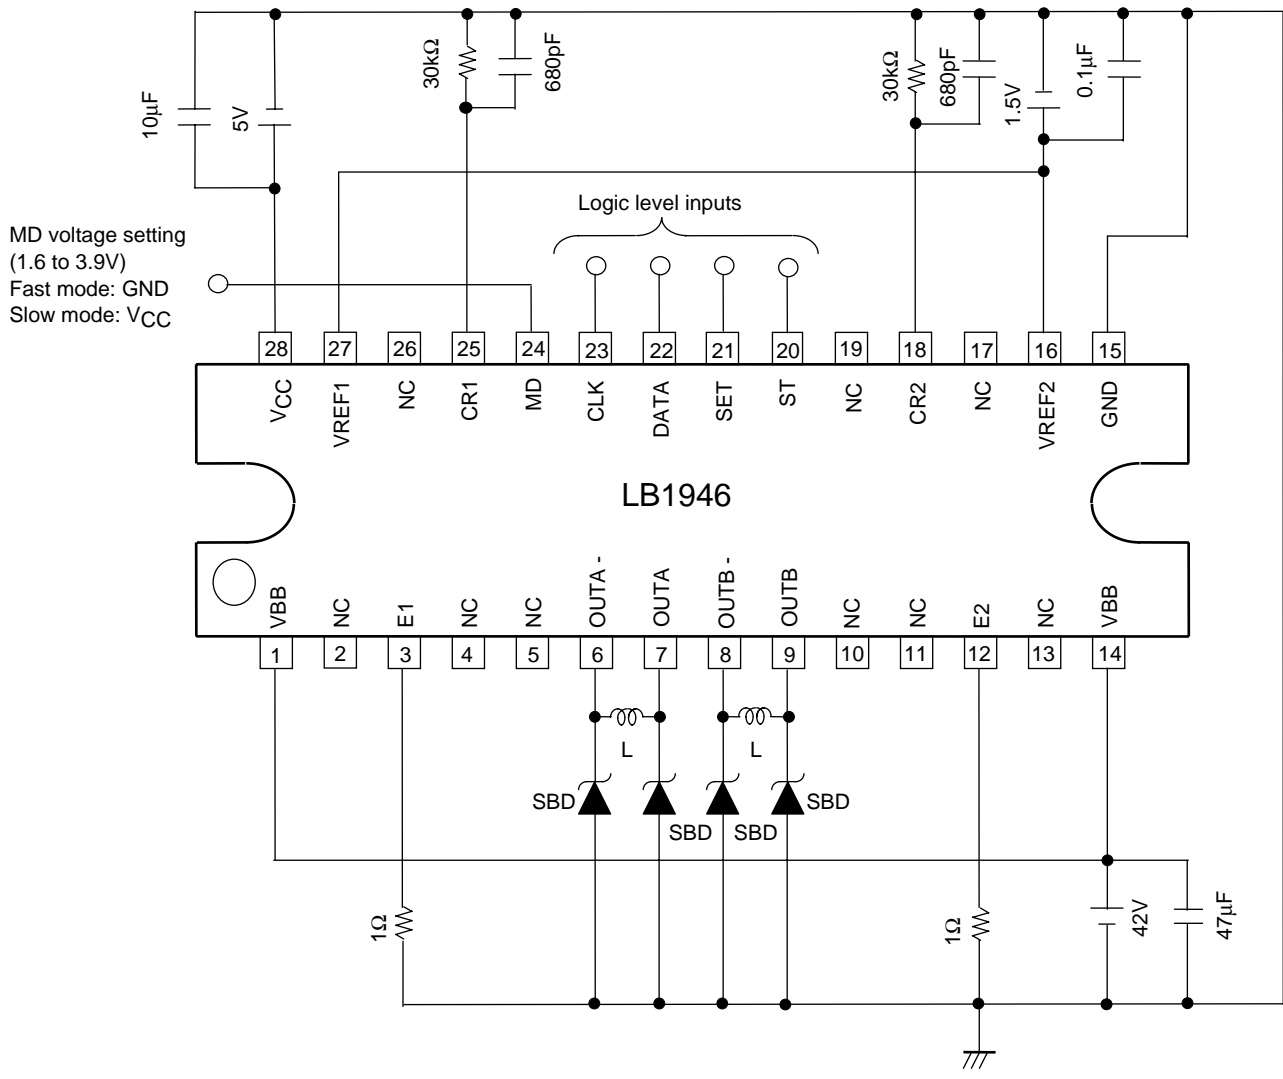 10μF
5V
30kΩ
680pF
30kΩ
680pF
1.5V
0.1μF
Logic level inputs
MD voltage setting
(1.6 to 3.9V)
Fast mode: GND
Slow mode: VCC
28 27 26 25 24 23 22 21 20 19 18 17 16 15
VCC VREF1 NC CR1 MD CLK DATA SET ST NC CR2 NC VREF2 GND
LB1946
VBB NC E1 NC NC OUTA - OUTA OUTB - OUTB NC NC E2 NC VBB
1 2 3 4 5 6 7 8 9 10 11 12 13 14
L L
SBD SBD
SBD SBD
1Ω
1Ω
42V
47μF